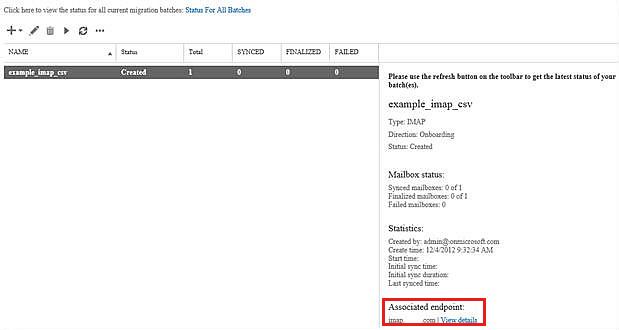 Click here to view the status for all current migration batches: Status For All Batches
NAME Status Total SYNCED FINALIZED FAILED
example_imap_csv Created 1 0 0 0
Please use the refresh button on the toolbar to get the latest status of your
batch(es).
example_imap_csv
Type: IMAP
Direction: Onboarding
Status: Created
Mailbox status:
Synced mailboxes: 0 of 1
Finalized mailboxes: 0 of 1
Failed mailboxes: 0
Statistics:
Created by: admin@:onmicrosoft.com
Create time: 12/4/2012 9:32:34 AM
Start time:
Initial sync time:
Initial sync duration:
Last synced time:
Associated endpoint:
imap .com | View details